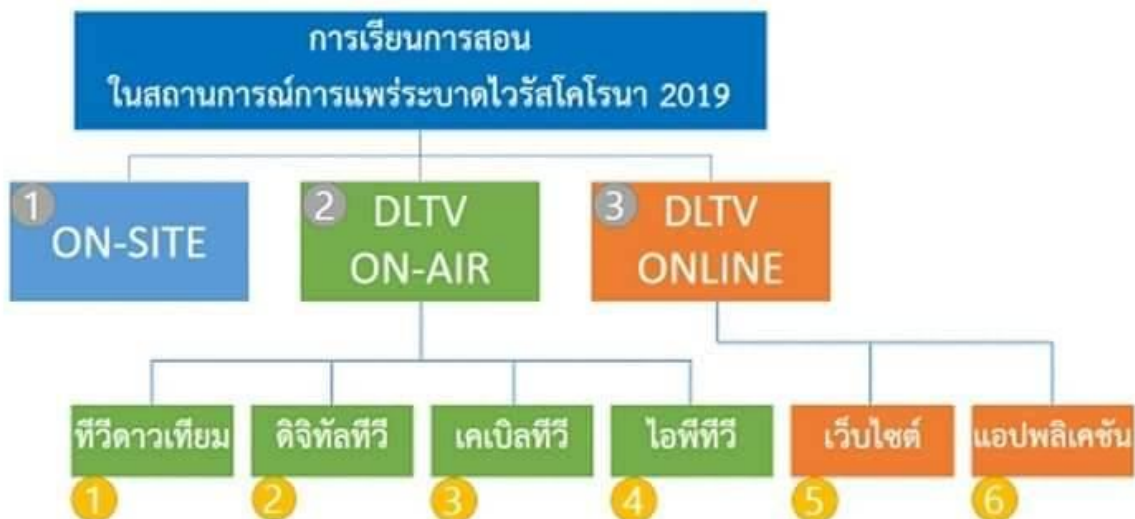 การเรียนการสอน
ในสถานการณ์การแพร่ระบาดไวรัสโคโรนา 2019
1
ON-SITE
2
DLTV
ON-AIR
3
DLTV
ONLINE
ทีวีดาวเทียม
ดิจิทัลทีวี
เคเบิลทีวี
ไอพีทีวี
เว็บไซต์
แอปพลิเคชัน
1
2
3
4
5
6